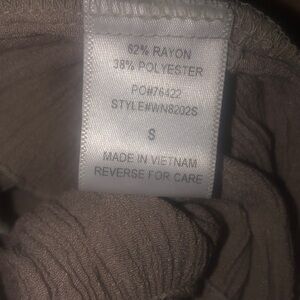 62% RAYON
38% POLYESTER
PO#76422
STYLE#WN8202S
S
MADE IN VIETNAM
REVERSE FOR CARE